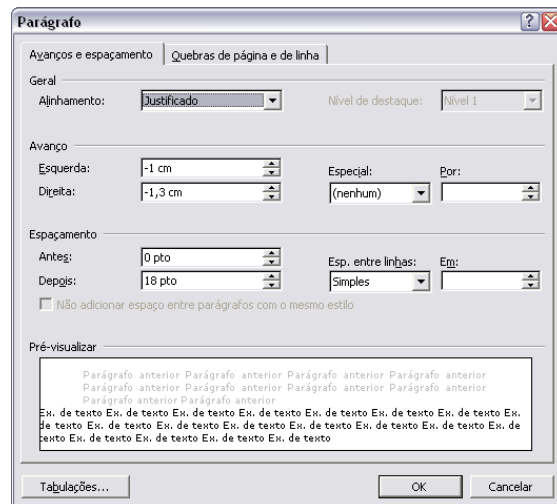 Parágrafo
Avanços e espaçamento Quebras de página e de linha
Geral
Alinhamento: Justificado Nível de destaque: Nível 1
Avanço
Esquerda: -1 cm Especial: Por:
Direita: -1,3 cm (nenhum)
Espaçamento
Antes: 0 pto Esp. entre linhas: Em:
Depois: 18 pto Simples
Não adicionar espaço entre parágrafos com o mesmo estilo
Pré-visualizar
Parágrafo anterior Parágrafo anterior Parágrafo anterior Parágrafo anterior
Parágrafo anterior Parágrafo anterior Parágrafo anterior Parágrafo anterior
Parágrafo anterior Parágrafo anterior
Ex. de texto Ex. de texto Ex. de texto Ex. de texto Ex. de texto Ex. de texto Ex. de texto Ex.
de texto Ex. de texto Ex. de texto Ex. de texto Ex. de texto Ex. de texto Ex. de texto Ex. de
texto Ex. de texto Ex. de texto Ex. de texto
Tabulações... OK Cancelar